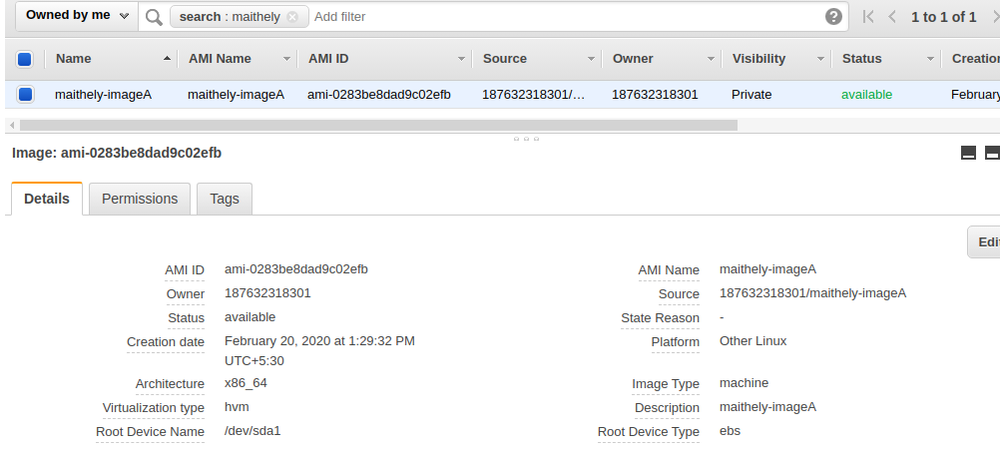 Owned by me search : maithely Add filter ? 1 to 1 of 1
Name AMI Name AMI ID Source Owner Visibility Status Creation
maithely-imageA maithely-imageA ami-0283be8dad9c02efb 187632318301/… 187632318301 Private available February
Image: ami-0283be8dad9c02efb
Details Permissions Tags
Edi
AMI ID ami-0283be8dad9c02efb AMI Name maithely-imageA
Owner 187632318301 Source 187632318301/maithely-imageA
Status available State Reason -
Creation date February 20, 2020 at 1:29:32 PM Platform Other Linux
UTC+5:30
Architecture x86_64 Image Type machine
Virtualization type hvm Description maithely-imageA
Root Device Name /dev/sda1 Root Device Type ebs